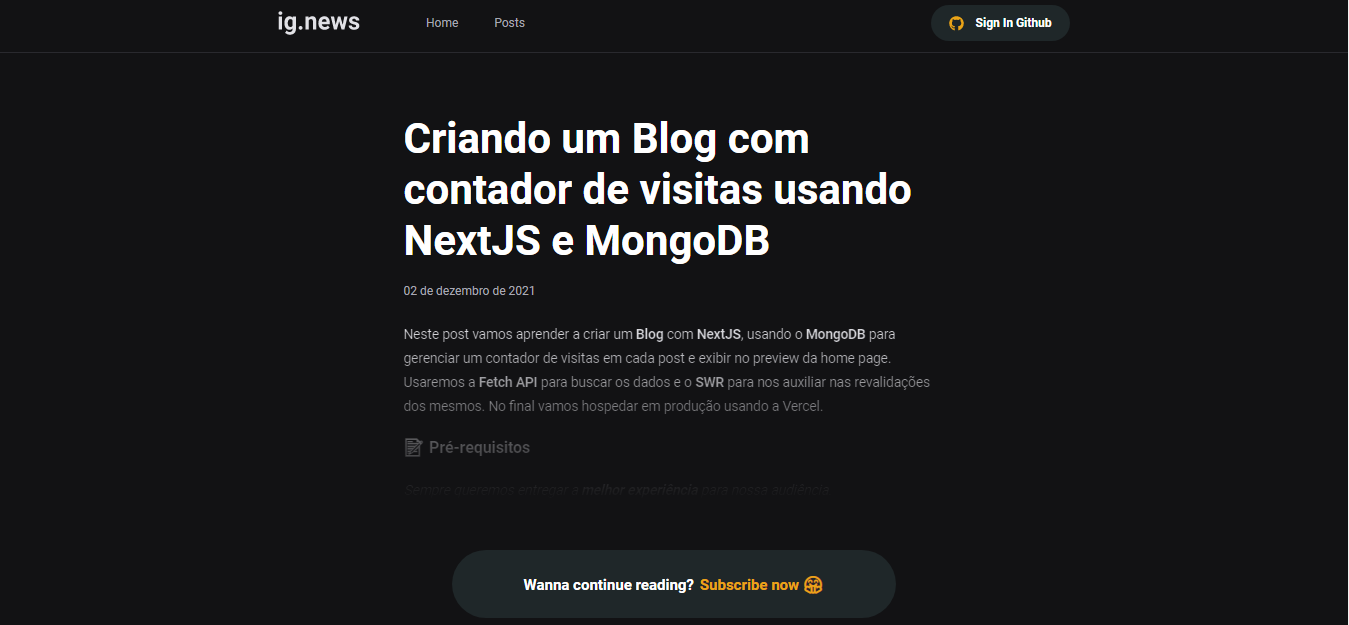 ig.news
Home
Posts
Sign In Github
Criando um Blog com
contador de visitas usando
NextJS e MongoDB
02 de dezembro de 2021
Neste post vamos aprender a criar um Blog com NextJS, usando o MongoDB para
gerenciar um contador de visitas em cada post e exibir no preview da home page.
Usaremos a Fetch API para buscar os dados e o SWR para nos auxiliar nas revalidações
dos mesmos. No final vamos hospedar em produção usando a Vercel.
📝 Pré-requisitos
Sempre queremos entregar a melhor experiência para nossa audiência.
Wanna continue reading? Subscribe now 🤗